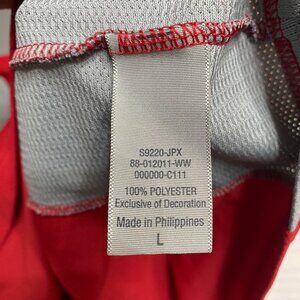 S9220-JPX
88-012011-WW
000000-C111
100% POLYESTER
Exclusive of Decoration
Made in Philippines
L